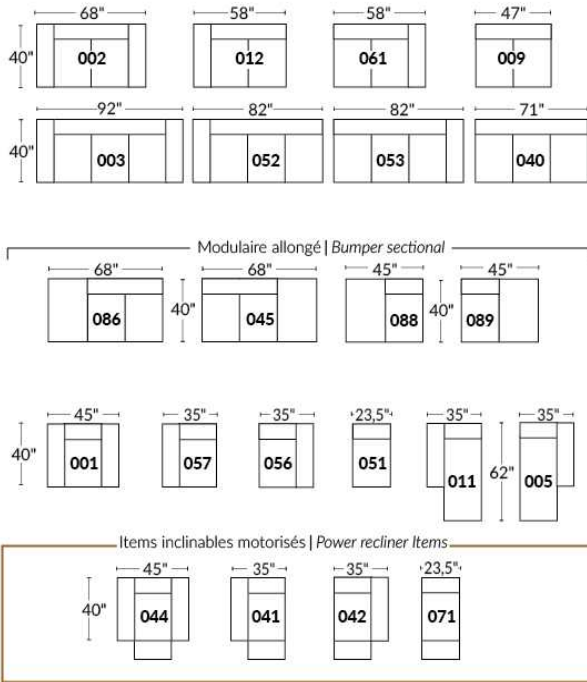 68" 58" 58" 47"
40" 002 012 061 009
92" 82" 82" 71"
40" 003 052 053 040
Modulaire allongé | Bumper sectional
68" 68" 45" 45"
086 40" 045 088 40" 089
45" 35" 35" 23,5" 35" 35"
40" 001 057 056 051 011 62" 005
Items inclinables motorisés | Power recliner Items
45" 35" 35" 23,5"
40" 044 041 042 071